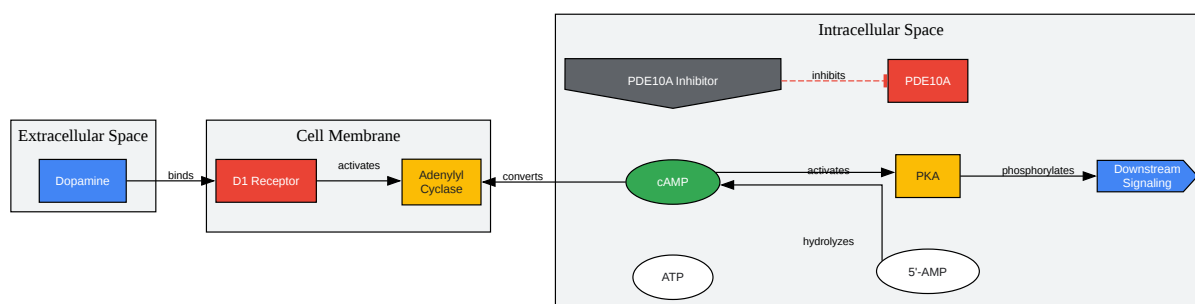 Intracellular Space
PDE10A Inhibitor
inhibits
PDE10A
Extracellular Space
Cell Membrane
Dopamine
binds
D1 Receptor
activates
Adenylyl
Cyclase
converts
cAMP
activates
PKA
phosphorylates
Downstream
Signaling
hydrolyzes
ATP
5'-AMP